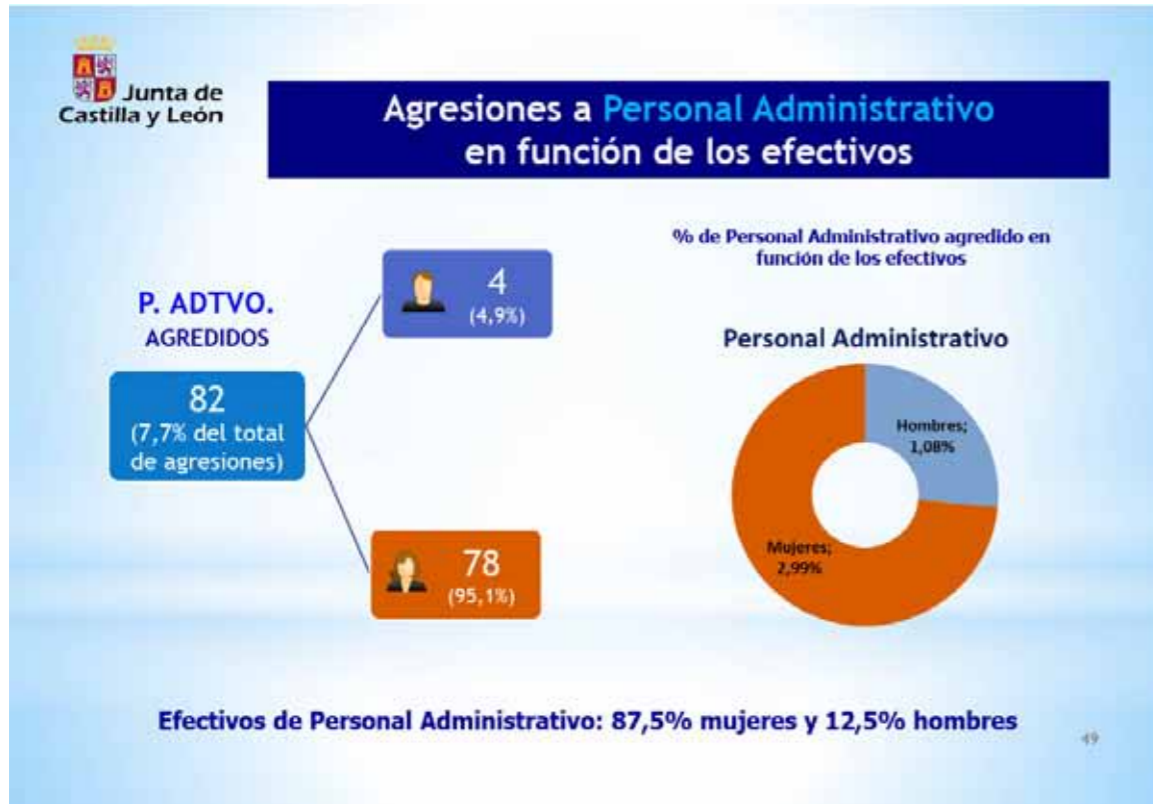 Junta de
Castilla y León
Agresiones a Personal Administrativo
en función de los efectivos
P. ADTVO.
AGREDIDOS
82
(7,7% del total
de agresiones)
4
(4,9%)
78
(95,1%)
% de Personal Administrativo agredido en
función de los efectivos
Personal Administrativo
Hombres;
1,08%
Mujeres;
2,99%
Efectivos de Personal Administrativo: 87,5% mujeres y 12,5% hombres
49